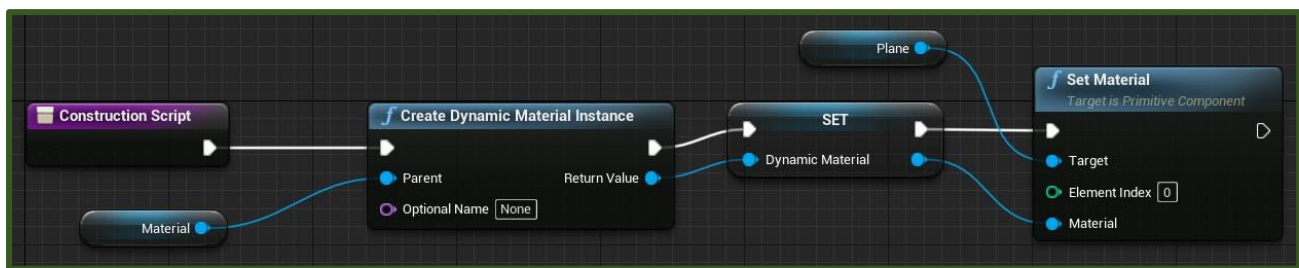 Plane
f Set Material
Target is Primitive Component
Construction Script
f Create Dynamic Material Instance
SET
Dynamic Material
Target
Parent
Return Value
Element Index 0
Optional Name None
Material
Material